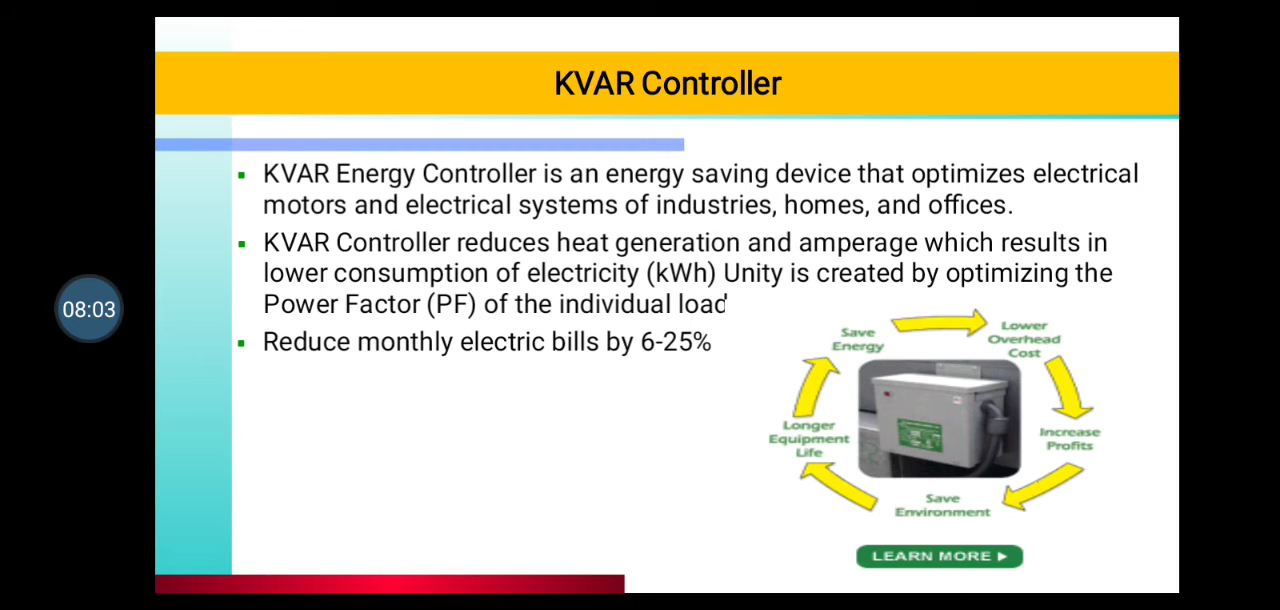 KVAR Controller
KVAR Energy Controller is an energy saving device that optimizes electrical
motors and electrical systems of industries, homes, and offices.
KVAR Controller reduces heat generation and amperage which results in
lower consumption of electricity (kWh) Unity is created by optimizing the
Power Factor (PF) of the individual load'
Reduce monthly electric bills by 6-25%
08:03
Save
Energy
Lower
Overhead
Cost
Increase
Profits
Save
Environment
Longer
Equipment
Life
LEARN MORE